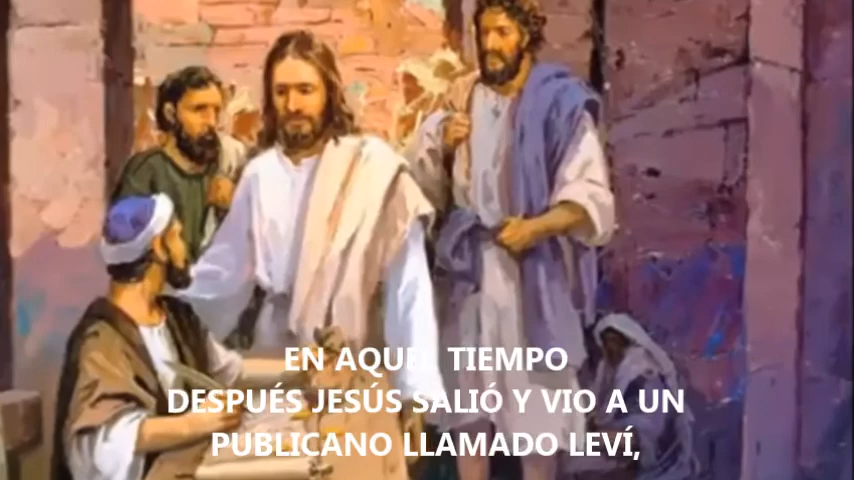 EN AQUEL TIEMPO
DESPUÉS JESÚS SALIÓ Y VIO A UN
PUBLICANO LLAMADO LEVÍ,